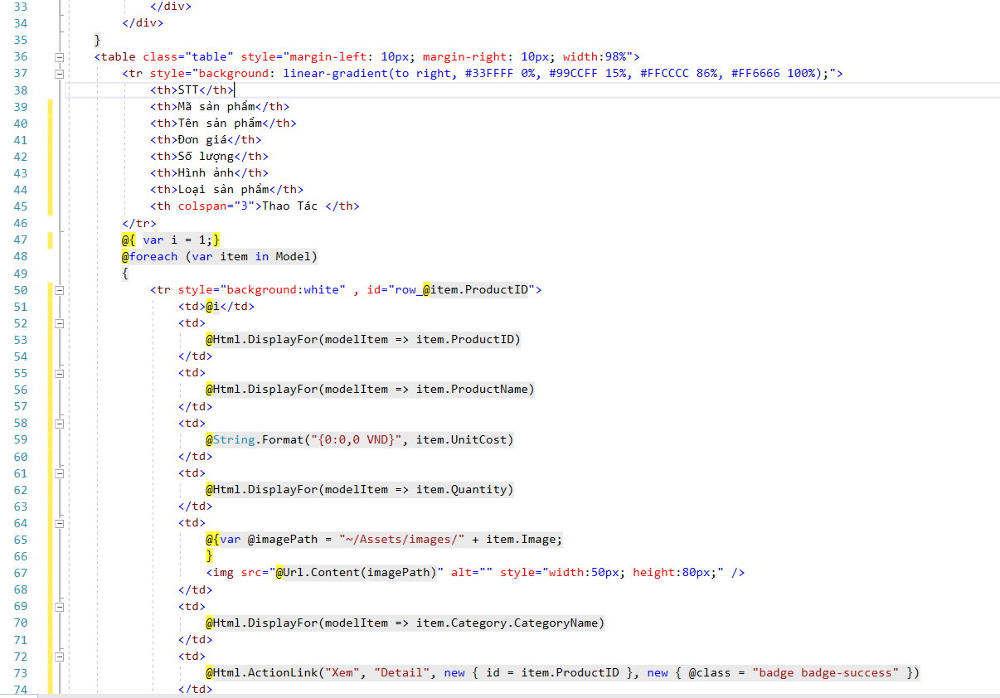 33 </div>
34 </div>
35 }
36 <table class="table" style="margin-left: 10px; margin-right: 10px; width:98%">
37 <tr style="background: linear-gradient(to right, #33FFFF 0%, #99CCFF 15%, #FFCCCC 86%, #FF6666 100%);">
38 <th>STT</th>
39 <th>Mã sản phẩm</th>
40 <th>Tên sản phẩm</th>
41 <th>Đơn giá</th>
42 <th>Số lượng</th>
43 <th>Hình ảnh</th>
44 <th>Loại sản phẩm</th>
45 <th colspan="3">Thao Tác </th>
46 </tr>
47 @{ var i = 1;}
48 @foreach (var item in Model)
49 {
50 <tr style="background:white" , id="row_@item.ProductID">
51 <td>@i</td>
52 <td>
53 @Html.DisplayFor(modelItem => item.ProductID)
54 </td>
55 <td>
56 @Html.DisplayFor(modelItem => item.ProductName)
57 </td>
58 <td>
59 @String.Format("{0:0,0 VND}", item.UnitCost)
60 </td>
61 <td>
62 @Html.DisplayFor(modelItem => item.Quantity)
63 </td>
64 <td>
65 @{var @imagePath = "~/Assets/images/" + item.Image;
66 }
67 <img src="@Url.Content(imagePath)" alt="" style="width:50px; height:80px;" />
68 </td>
69 <td>
70 @Html.DisplayFor(modelItem => item.Category.CategoryName)
71 </td>
72 <td>
73 @Html.ActionLink("Xem", "Detail", new { id = item.ProductID }, new { @class = "badge badge-success" })
74 </td>